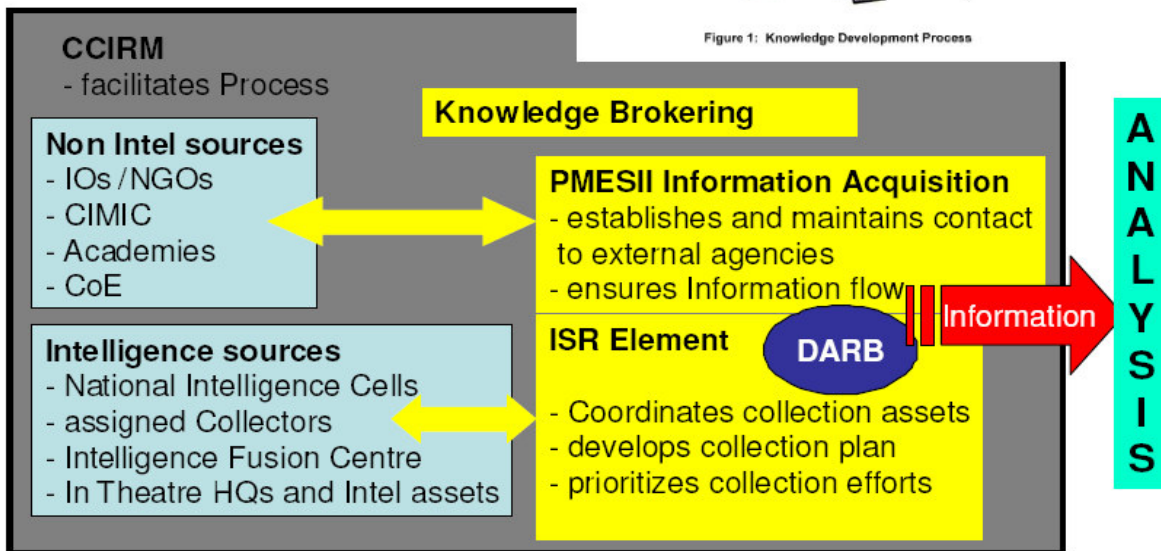 Figure 1: Knowledge Development Process
CCIRM
- facilitates Process
Knowledge Brokering
Non Intel sources
- IOs /NGOs
- CIMIC
- Academies
- CoE
PMESII Information Acquisition
- establishes and maintains contact
to external agencies
- ensures Information flow
Intelligence sources
- National Intelligence Cells
- assigned Collectors
- Intelligence Fusion Centre
- In Theatre HQs and Intel assets
ISR Element
DARB
- Coordinates collection assets
- develops collection plan
- prioritizes collection efforts
Information
A
N
A
L
Y
S
I
S